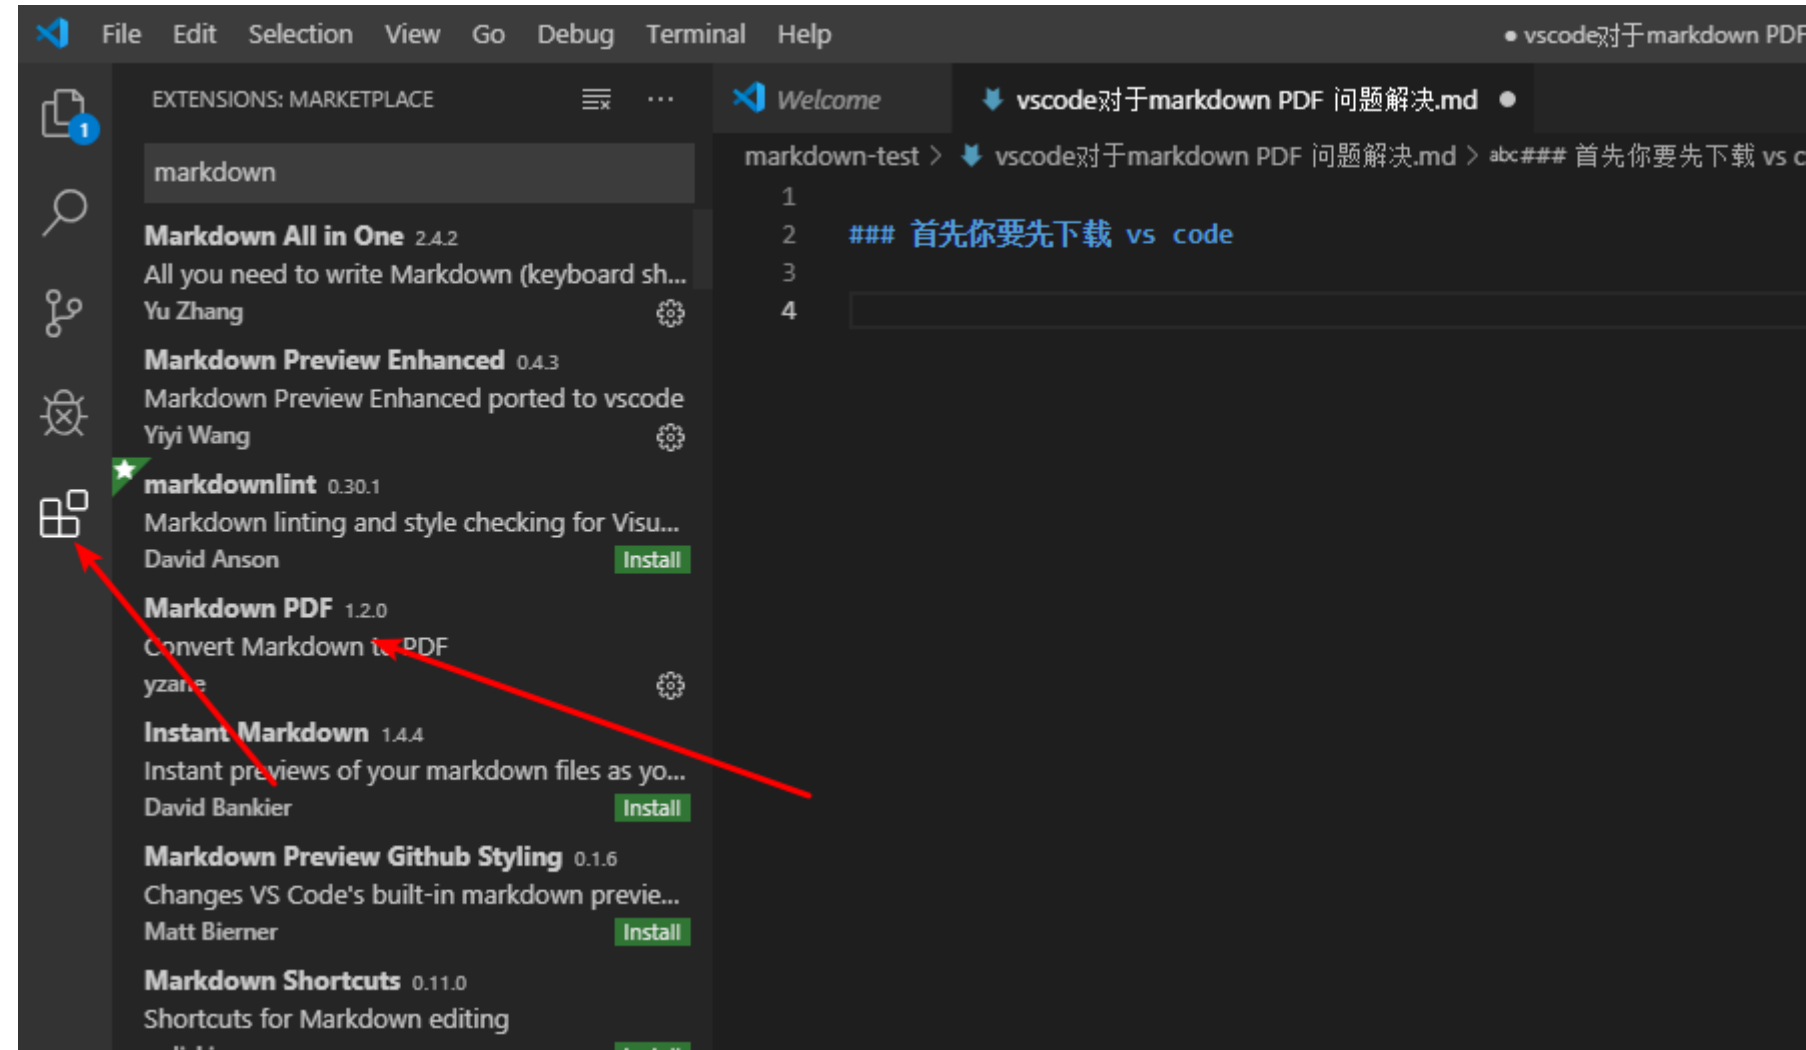 File Edit Selection View Go Debug Terminal Help
● vscode对于markdown PDF
1
EXTENSIONS: MARKETPLACE
markdown
Markdown All in One 2.4.2
All you need to write Markdown (keyboard sh...
Yu Zhang
Markdown Preview Enhanced 0.4.3
Markdown Preview Enhanced ported to vscode
Yiyi Wang
markdownlint 0.30.1
Markdown linting and style checking for Visu...
David Anson Install
Markdown PDF 1.2.0
Convert Markdown to PDF
yzane
Instant Markdown 1.4.4
Instant previews of your markdown files as yo...
David Bankier Install
Markdown Preview Github Styling 0.1.6
Changes VS Code's built-in markdown previe...
Matt Bierner Install
Markdown Shortcuts 0.11.0
Shortcuts for Markdown editing
Welcome vscode对于markdown PDF 问题解决.md ●
markdown-test > vscode对于markdown PDF 问题解决.md > abc### 首先你要先下载 vs c
1
2 ### 首先你要先下载 vs code
3
4